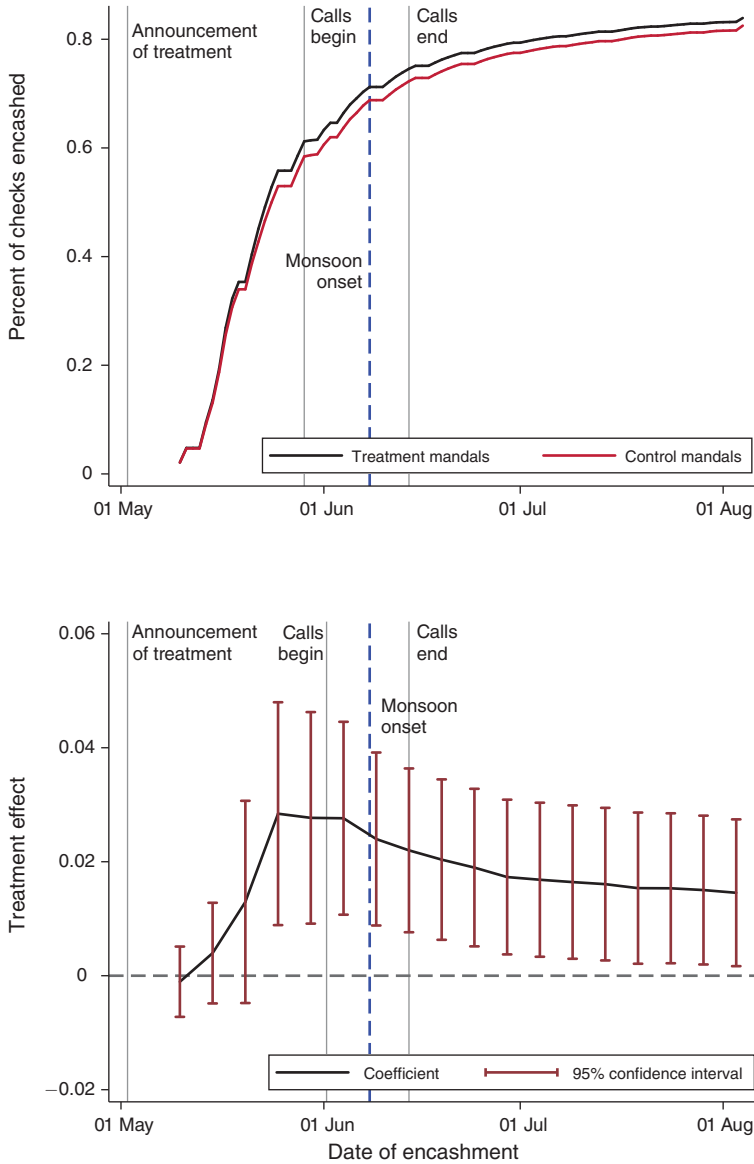 Announcement
of treatment
Calls
begin
Calls
end
0.8
0.6
0.4
0.2
0
Percent of checks encashed
Monsoon
onset
Treatment mandals
Control mandals
01 May
01 Jun
01 Jul
01 Aug
0.06
0.04
0.02
0
−0.02
Treatment effect
Announcement
of treatment
Calls
begin
Calls
end
Monsoon
onset
Coefficient
95% confidence interval
01 May
01 Jun
01 Jul
01 Aug
Date of encashment